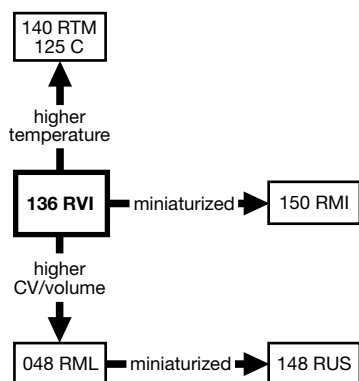 140 RTM
125 C
higher
temperature
136 RVI
miniaturized
150 RMI
higher
CV/volume
048 RML
miniaturized
148 RUS